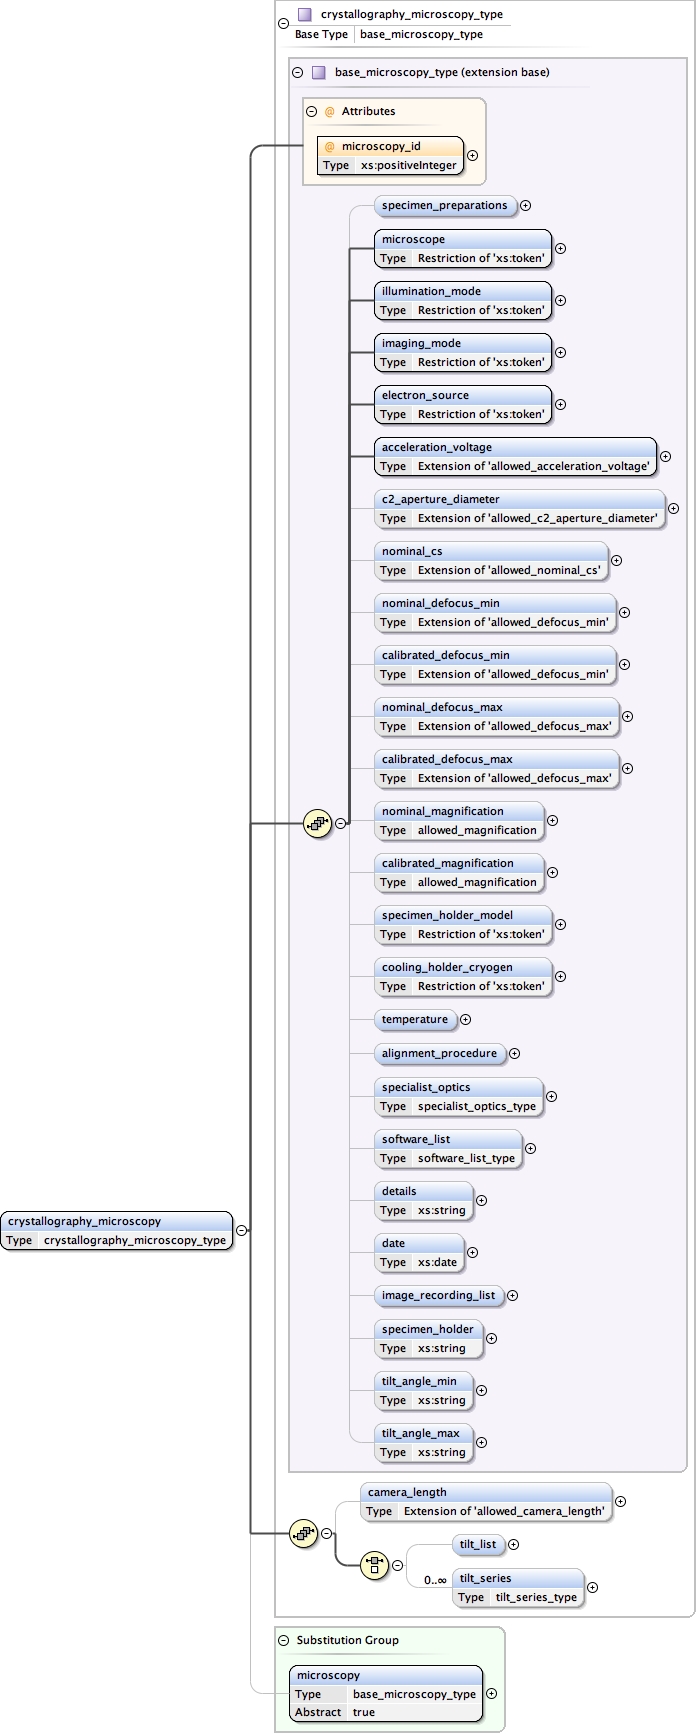 crystallography_microscopy_type
Base Type base_microscopy_type
base_microscopy_type (extension base)
@ Attributes
@ microscopy_id
Type xs:positiveInteger
specimen_preparations
microscope
Type Restriction of 'xs:token'
illumination_mode
Type Restriction of 'xs:token'
imaging_mode
Type Restriction of 'xs:token'
electron_source
Type Restriction of 'xs:token'
acceleration_voltage
Type Extension of 'allowed_acceleration_voltage'
c2_aperture_diameter
Type Extension of 'allowed_c2_aperture_diameter'
nominal_cs
Type Extension of 'allowed_nominal_cs'
nominal_defocus_min
Type Extension of 'allowed_defocus_min'
calibrated_defocus_min
Type Extension of 'allowed_defocus_min'
nominal_defocus_max
Type Extension of 'allowed_defocus_max'
calibrated_defocus_max
Type Extension of 'allowed_defocus_max'
nominal_magnification
Type allowed_magnification
calibrated_magnification
Type allowed_magnification
specimen_holder_model
Type Restriction of 'xs:token'
cooling_holder_cryogen
Type Restriction of 'xs:token'
temperature
alignment_procedure
specialist_optics
Type specialist_optics_type
software_list
Type software_list_type
details
Type xs:string
crystallography_microscopy
Type crystallography_microscopy_type
date
Type xs:date
image_recording_list
specimen_holder
Type xs:string
tilt_angle_min
Type xs:string
tilt_angle_max
Type xs:string
camera_length
Type Extension of 'allowed_camera_length'
tilt_list
0..∞
tilt_series
Type tilt_series_type
Substitution Group
microscopy
Type base_microscopy_type
Abstract true